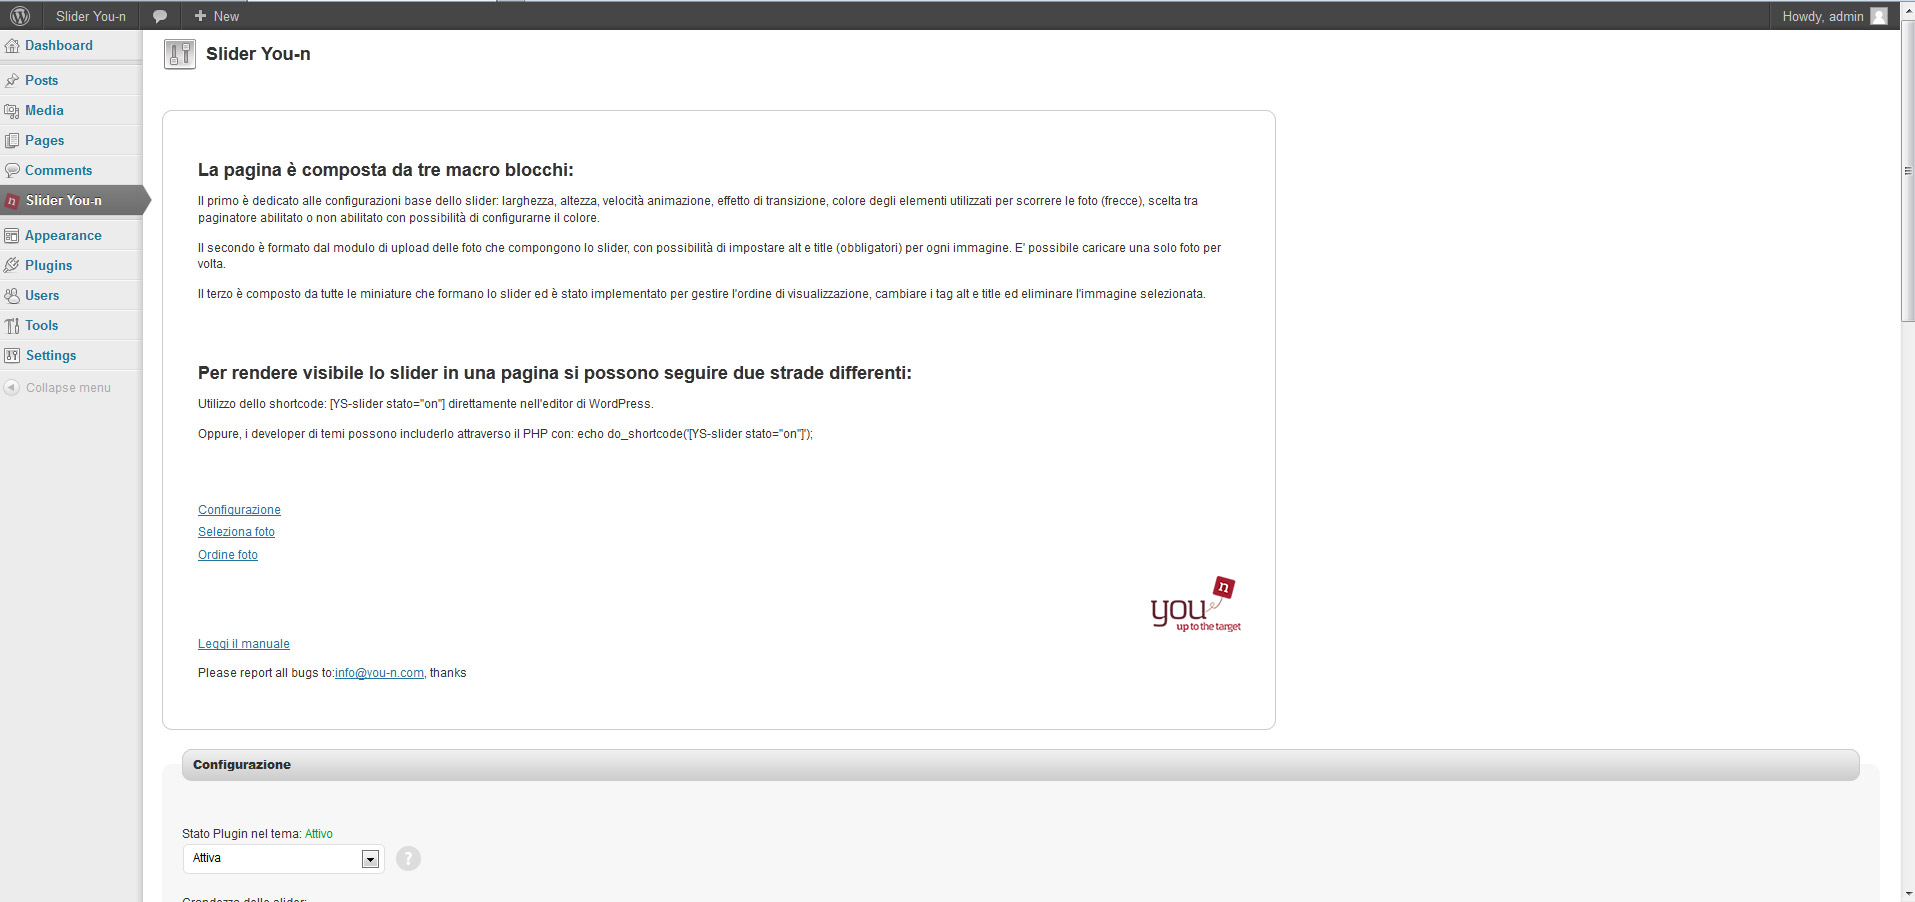 Slider You-n
New
Howdy, admin
Dashboard
Posts
Media
Pages
Comments
n
Slider You-n
Appearance
Plugins
Users
Tools
Settings
Collapse menu
Slider You-n
La pagina è composta da tre macro blocchi:
Il primo è dedicato alle configurazioni base dello slider: larghezza, altezza, velocità animazione, effetto di transizione, colore degli elementi utilizzati per scorrere le foto (frecce), scelta tra
paginatore abilitato o non abilitato con possibilità di configurarne il colore.
Il secondo è formato dal modulo di upload delle foto che compongono lo slider, con possibilità di impostare alt e title (obbligatori) per ogni immagine. E' possibile caricare una solo foto per
volta.
Il terzo è composto da tutte le miniature che formano lo slider ed è stato implementato per gestire l'ordine di visualizzazione, cambiare i tag alt e title ed eliminare l'immagine selezionata.
Per rendere visibile lo slider in una pagina si possono seguire due strade differenti:
Utilizzo dello shortcode: [YS-slider stato="on"] direttamente nell'editor di WordPress.
Oppure, i developer di temi possono includerlo attraverso il PHP con: echo do_shortcode('[YS-slider stato="on"]');
Configurazione
Seleziona foto
Ordine foto
n
you
up to the target
Leggi il manuale
Please report all bugs to:info@you-n.com, thanks
Configurazione
Stato Plugin nel tema: Attivo
Attiva
?
Grandezza dello slider: